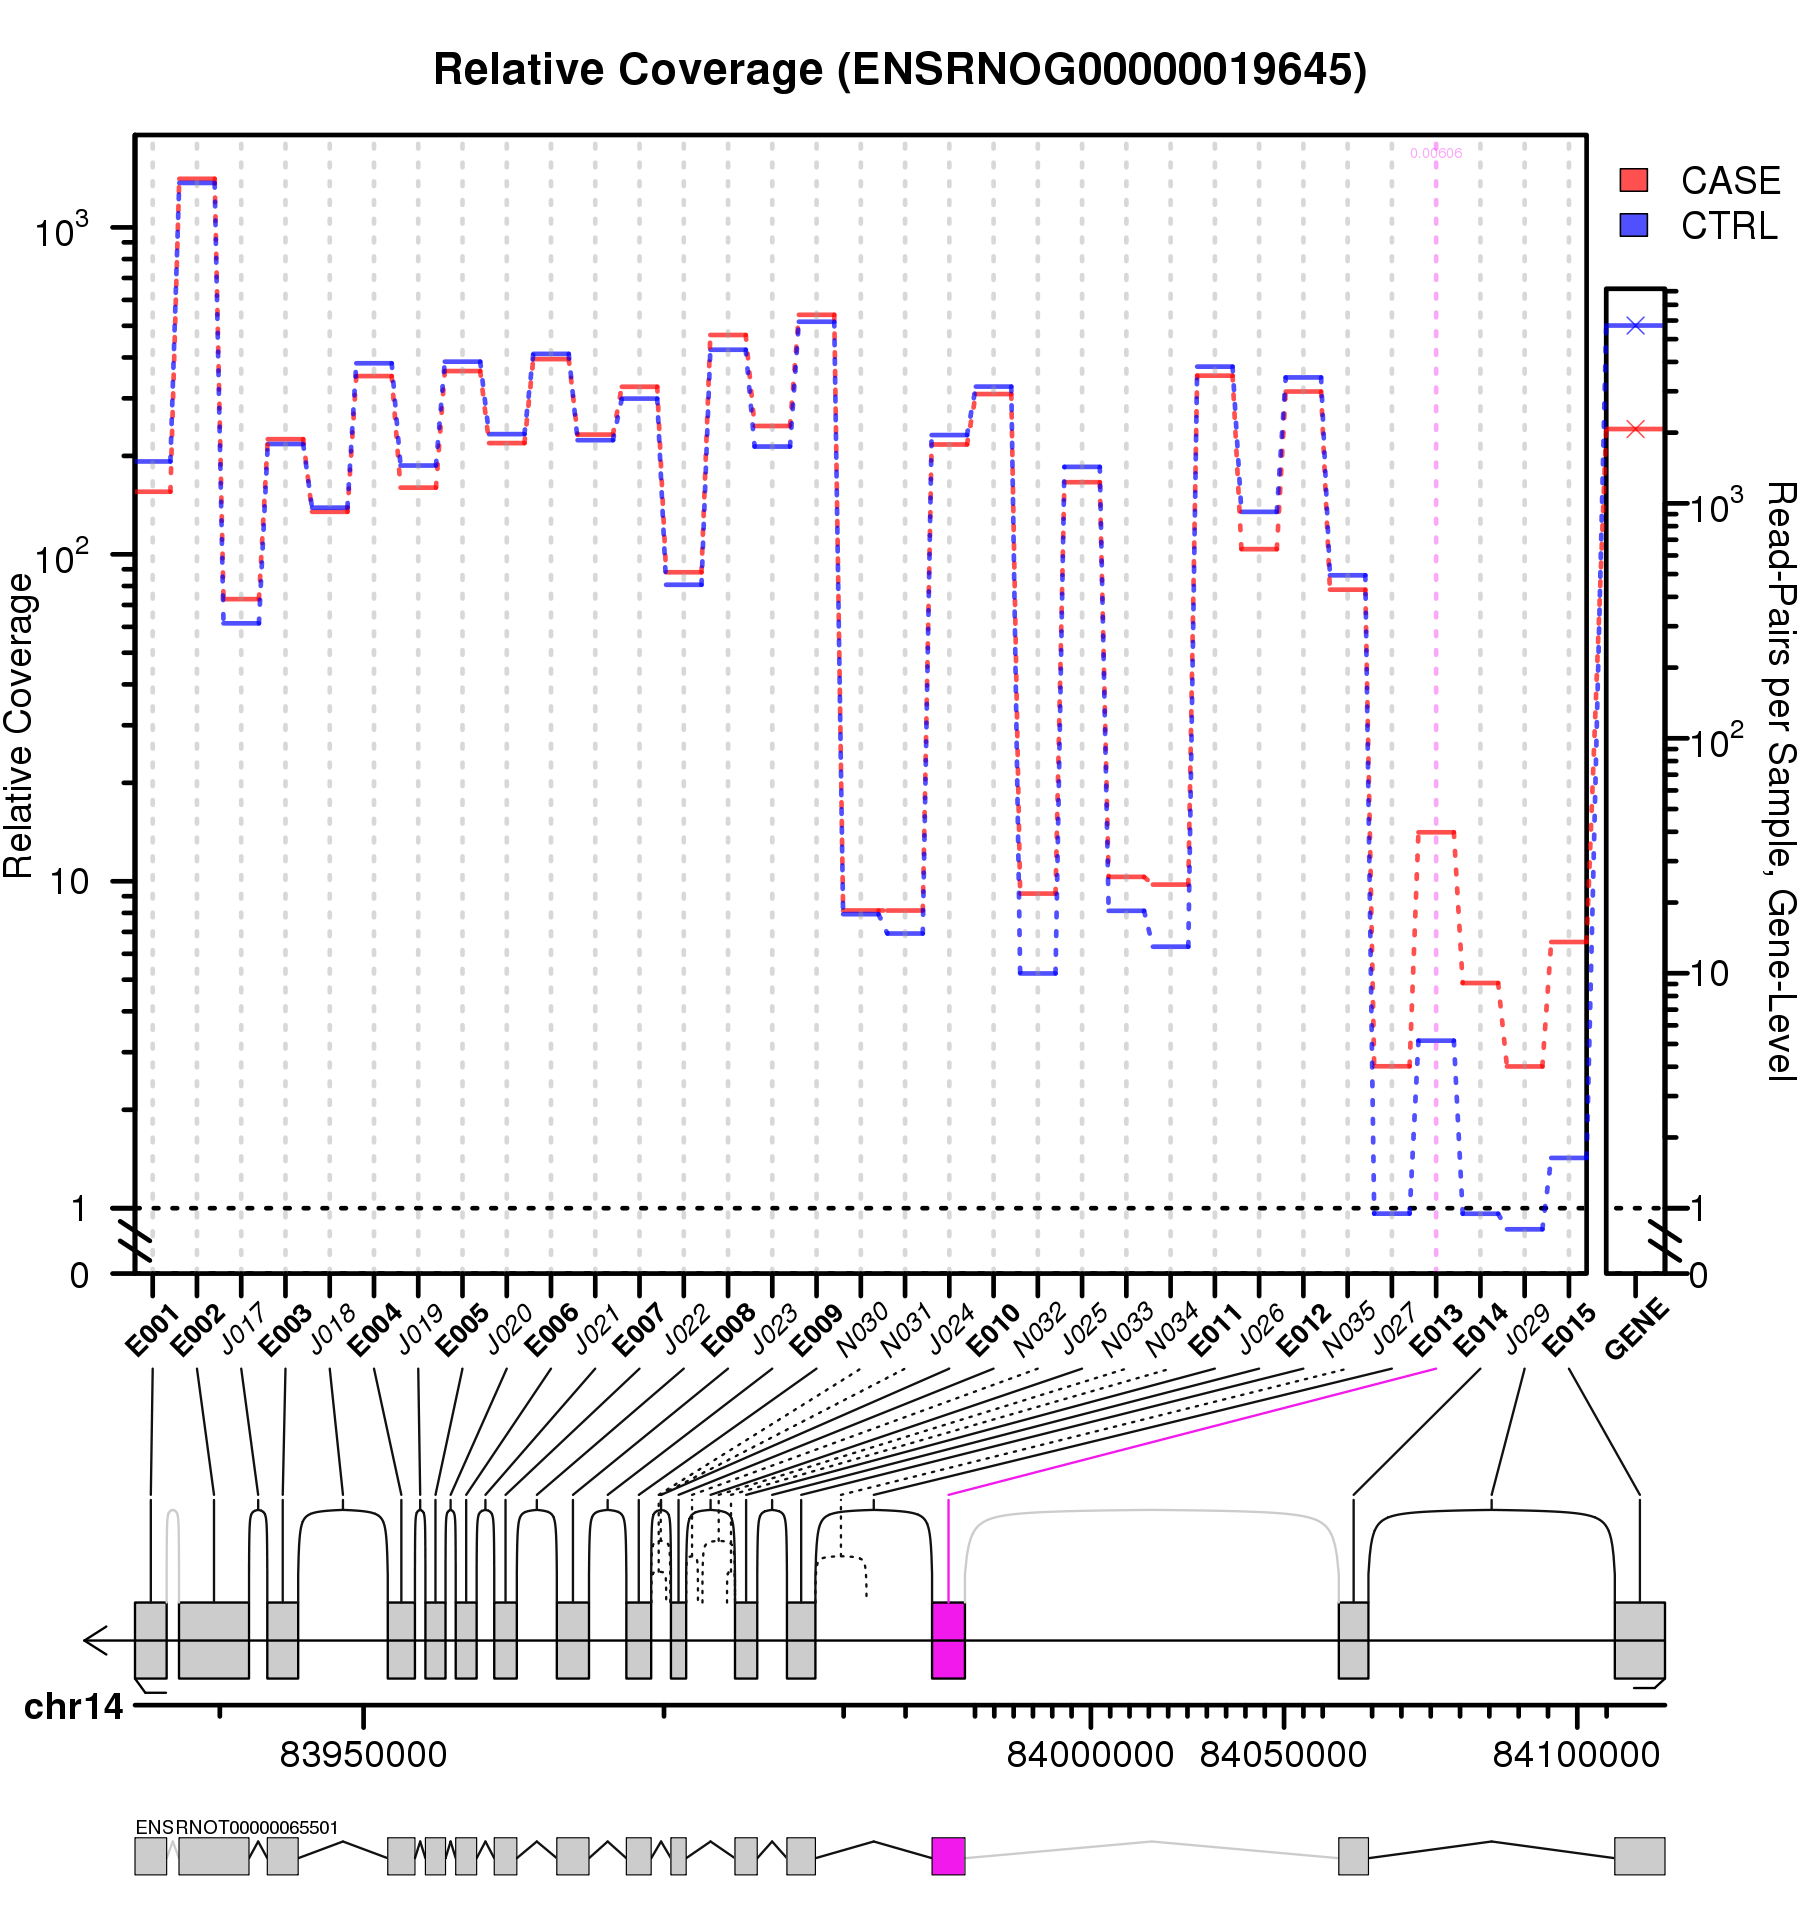 Relative Coverage (ENSRNOG00000019645)
0.00606
CASE
CTRL
Relative Coverage
10^3
10^2
10
1
0
10^3
10^2
10
1
0
Read-Pairs per Sample, Gene-Level
E001 E002 J017 E003 J018 E004 J019 E005 J020 E006 J021 E007 J022 E008 J023 E009 N030 N031 J024 E010 N032 J025 N033 N034 E011 J026 E012 N035 J027 E013 E014 J029 E015 GENE
chr14
83950000 84000000 84050000 84100000
ENSRNOT00000065501